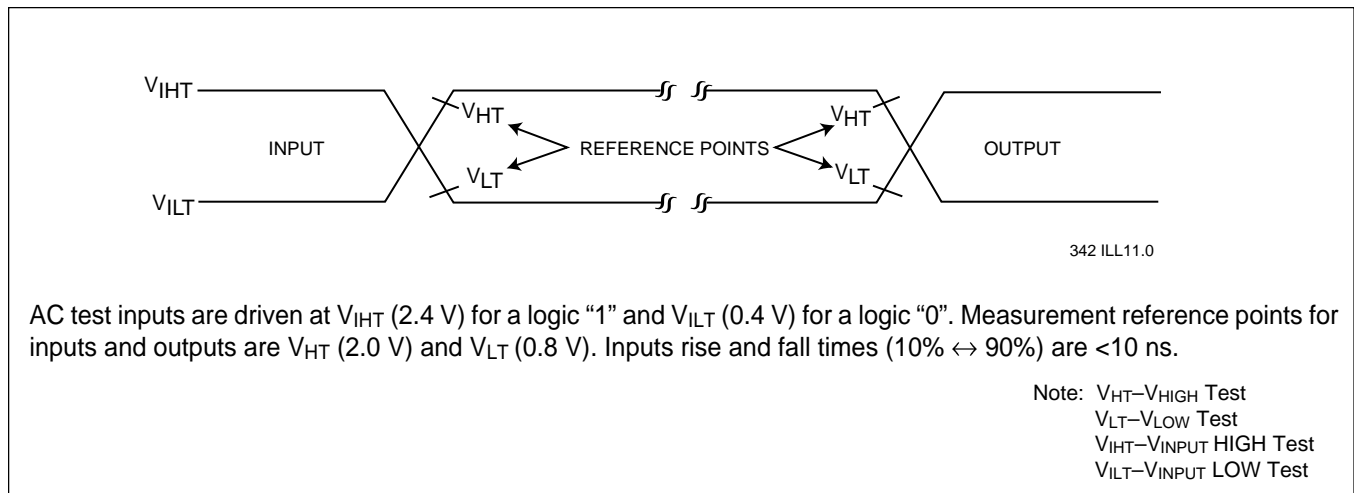 VIHT
VHT
VHT
INPUT
REFERENCE POINTS
OUTPUT
VLT
VLT
VILT
342 ILL11.0
AC test inputs are driven at VIHT (2.4 V) for a logic “1” and VILT (0.4 V) for a logic “0”. Measurement reference points for
inputs and outputs are VHT (2.0 V) and VLT (0.8 V). Inputs rise and fall times (10% ↔ 90%) are <10 ns.
Note: VHT–VHIGH Test
VLT–VLOW Test
VIHT–VINPUT HIGH Test
VILT–VINPUT LOW Test